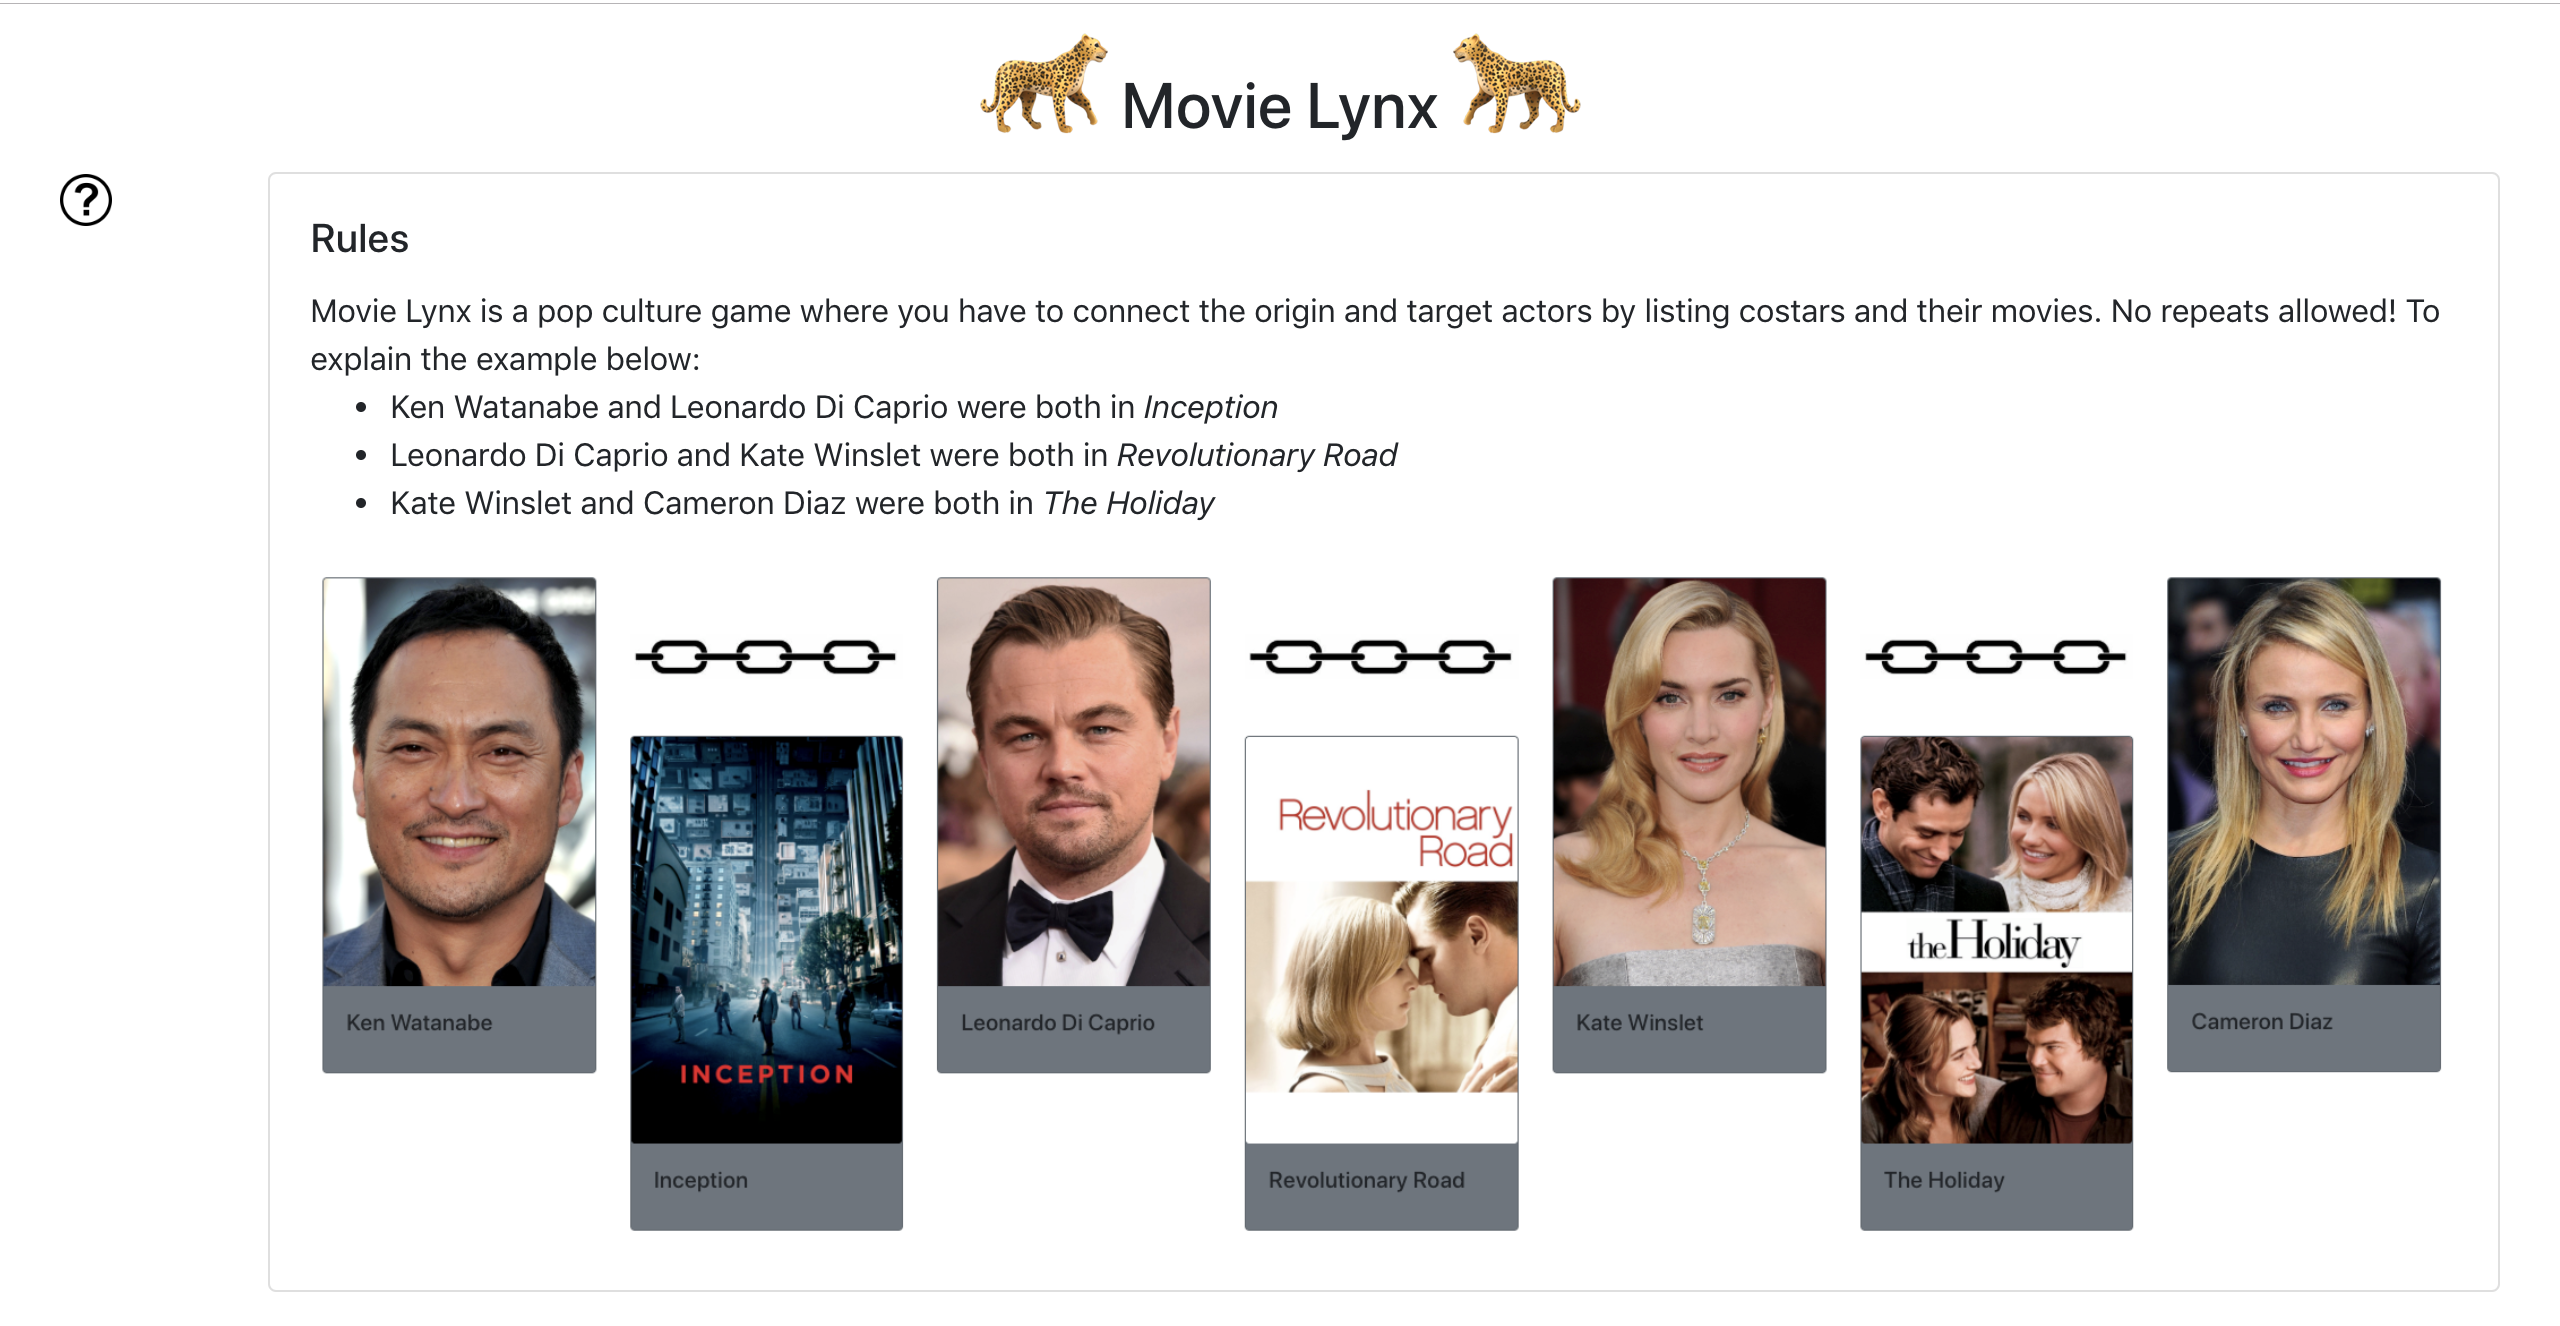 Movie Lynx
?
Rules
Movie Lynx is a pop culture game where you have to connect the origin and target actors by listing costars and their movies. No repeats allowed! To
explain the example below:
• Ken Watanabe and Leonardo Di Caprio were both in Inception
• Leonardo Di Caprio and Kate Winslet were both in Revolutionary Road
• Kate Winslet and Cameron Diaz were both in The Holiday
Revolutionary
Road
the Holiday
INCEPTION
Ken Watanabe
Leonardo Di Caprio
Kate Winslet
Cameron Diaz
Inception
Revolutionary Road
The Holiday